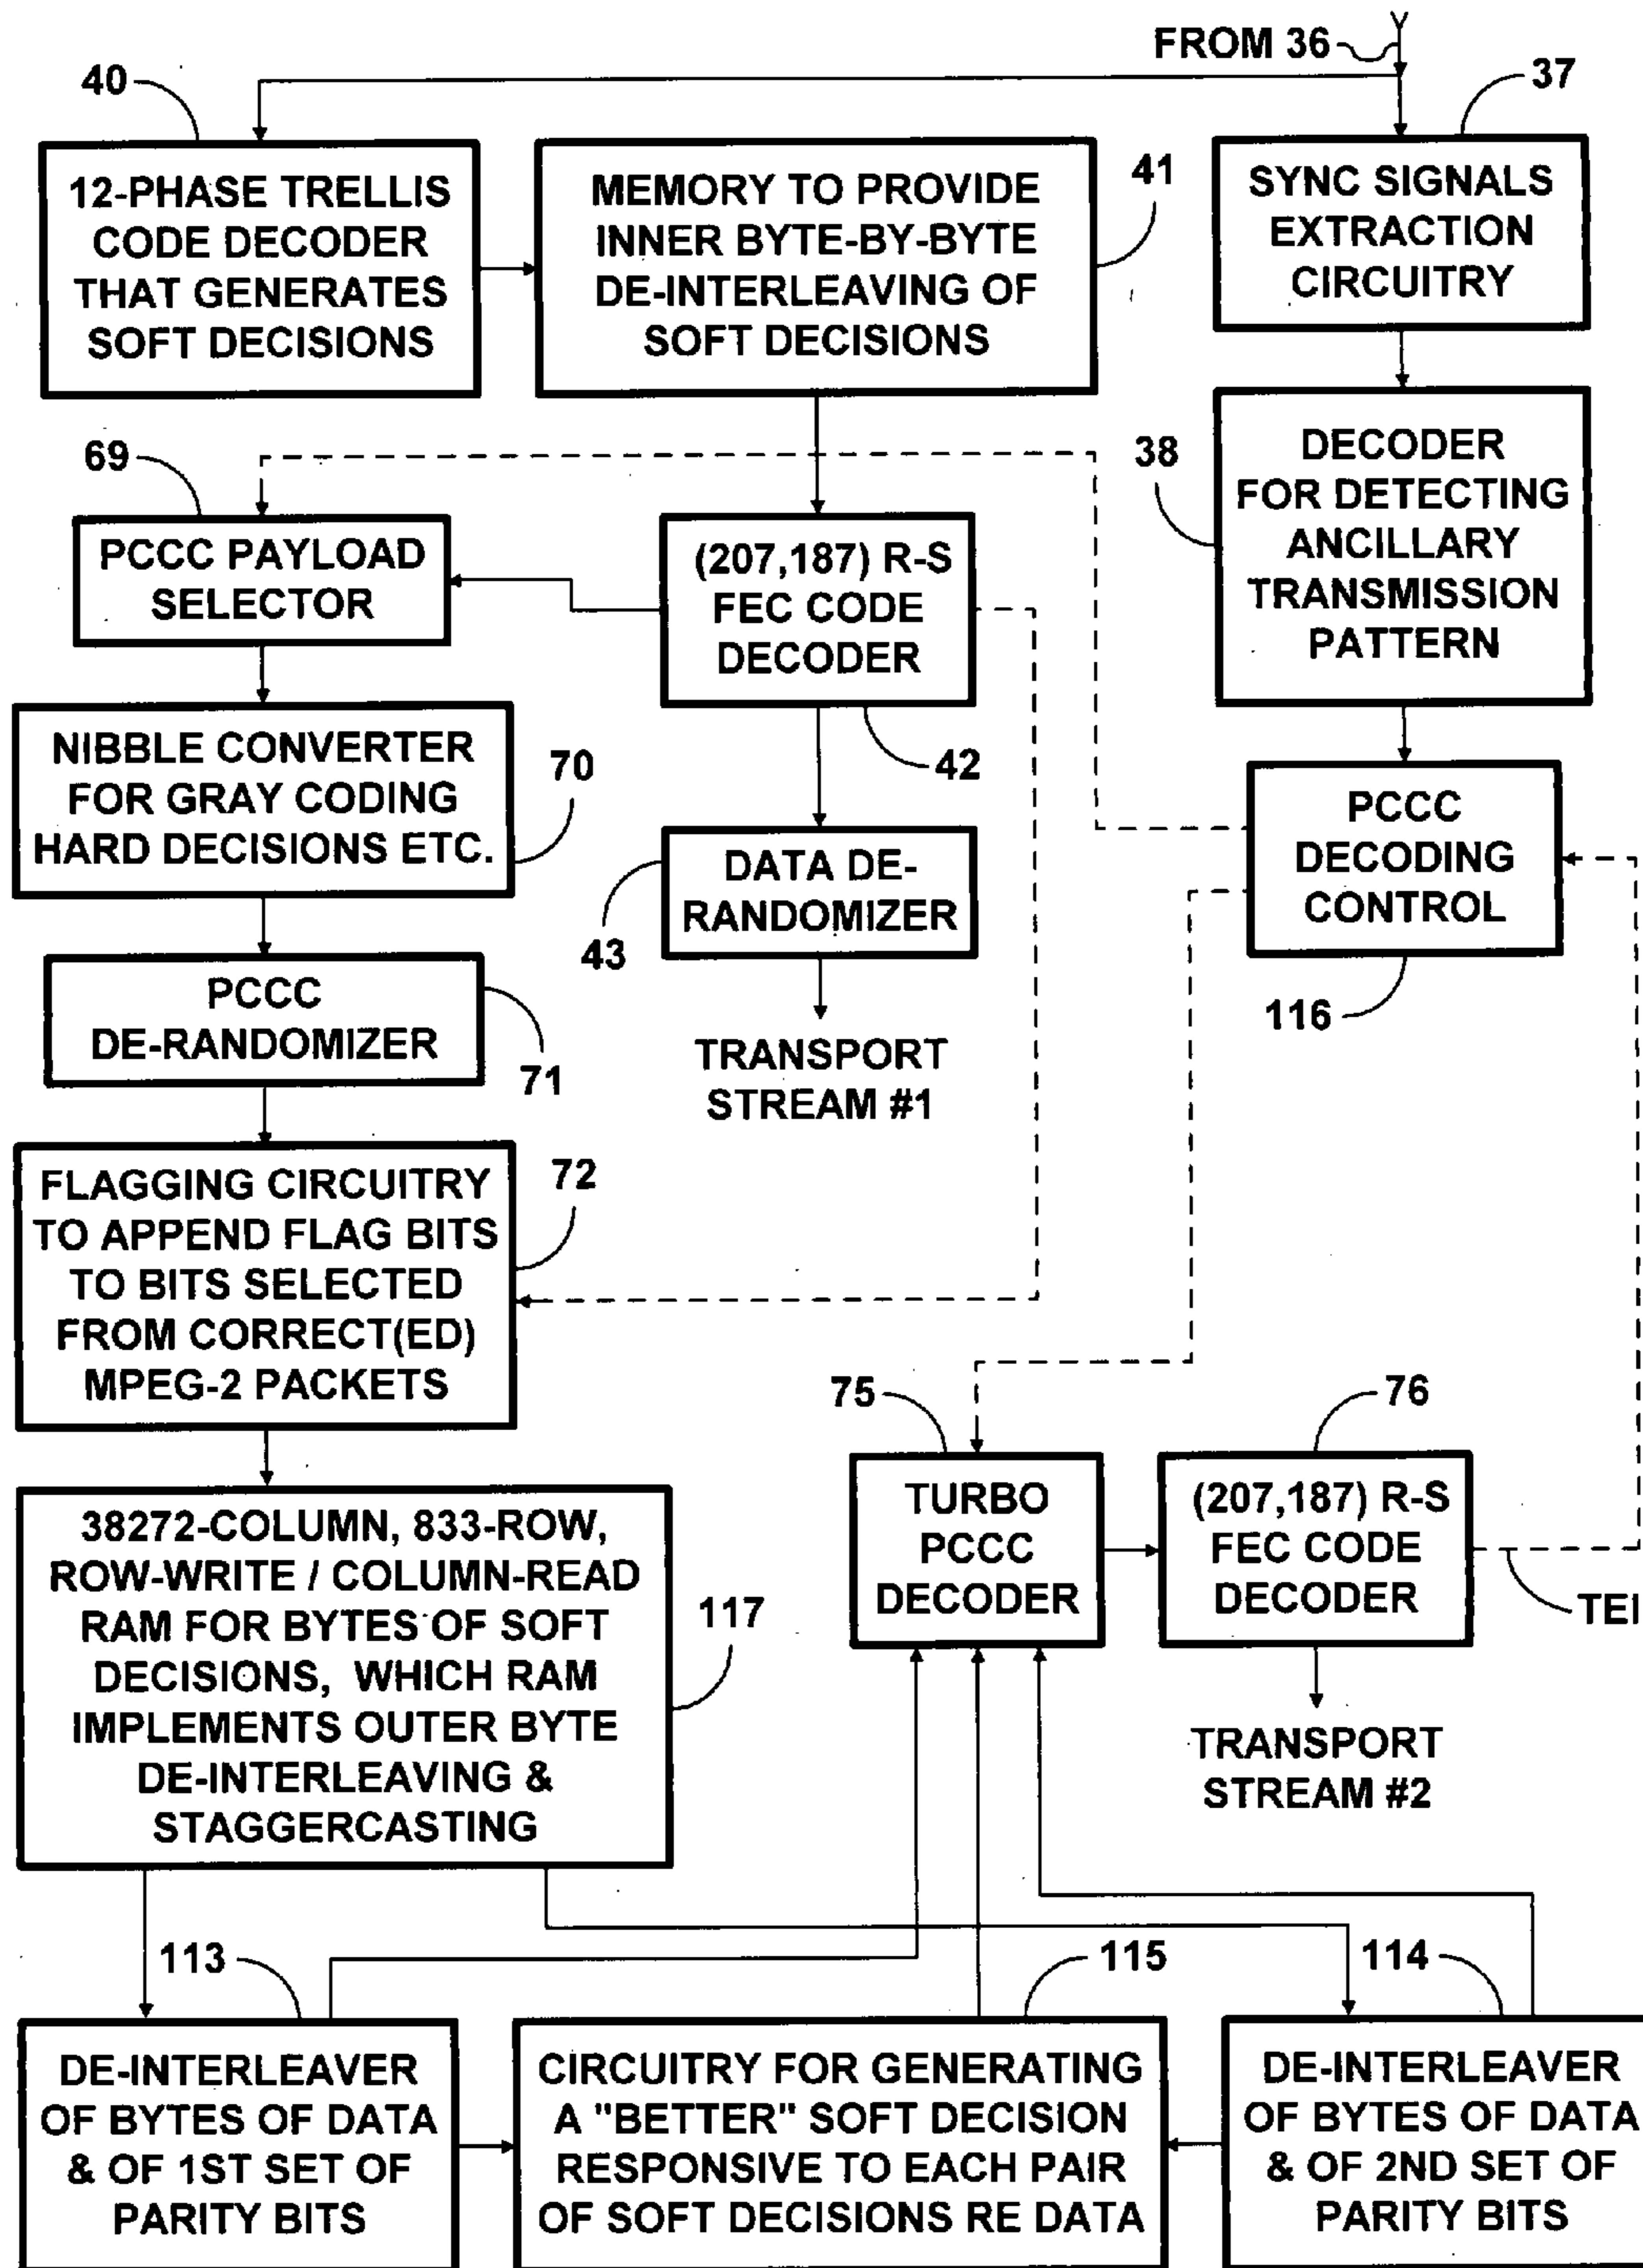 FROM 36
40
37
12-PHASE TRELLIS
CODE DECODER
THAT GENERATES
SOFT DECISIONS
MEMORY TO PROVIDE
INNER BYTE-BY-BYTE
DE-INTERLEAVING OF
SOFT DECISIONS
41
SYNC SIGNALS
EXTRACTION
CIRCUITRY
69
38
DECODER
FOR DETECTING
ANCILLARY
TRANSMISSION
PATTERN
PCCC PAYLOAD
SELECTOR
(207,187) R-S
FEC CODE
DECODER
42
NIBBLE CONVERTER
FOR GRAY CODING
HARD DECISIONS ETC.
70
DATA DE-
RANDOMIZER
43
PCCC
DECODING
CONTROL
116
PCCC
DE-RANDOMIZER
71
TRANSPORT
STREAM #1
FLAGGING CIRCUITRY
TO APPEND FLAG BITS
TO BITS SELECTED
FROM CORRECT(ED)
MPEG-2 PACKETS
72
75
76
TURBO
PCCC
DECODER
(207,187) R-S
FEC CODE
DECODER
TEI
38272-COLUMN, 833-ROW,
ROW-WRITE / COLUMN-READ
RAM FOR BYTES OF SOFT
DECISIONS, WHICH RAM
IMPLEMENTS OUTER BYTE
DE-INTERLEAVING &
STAGGERCASTING
117
TRANSPORT
STREAM #2
113
115
114
DE-INTERLEAVER
OF BYTES OF DATA
& OF 1ST SET OF
PARITY BITS
CIRCUITRY FOR GENERATING
A "BETTER" SOFT DECISION
RESPONSIVE TO EACH PAIR
OF SOFT DECISIONS RE DATA
DE-INTERLEAVER
OF BYTES OF DATA
& OF 2ND SET OF
PARITY BITS